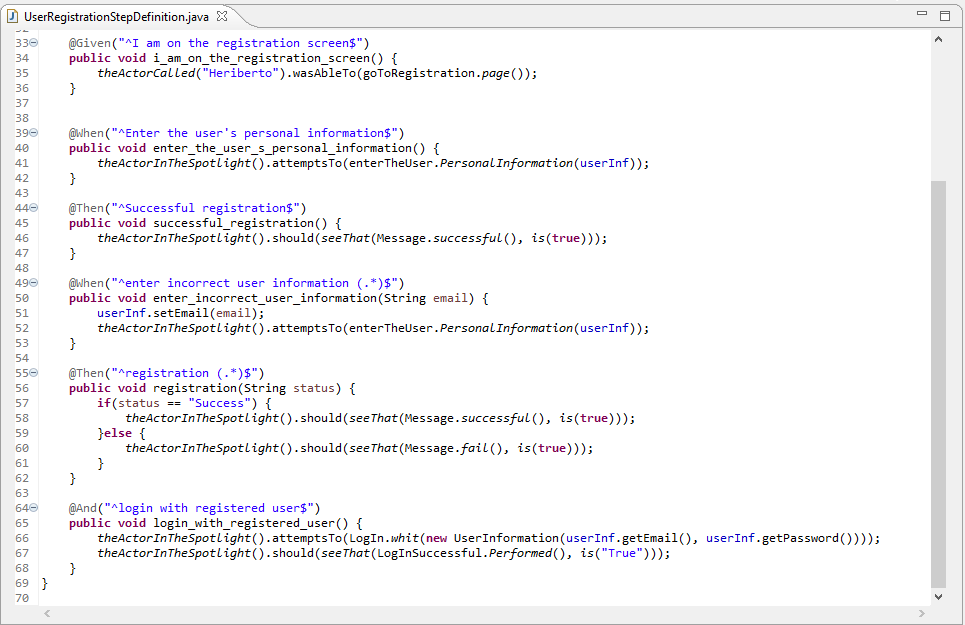 UserRegistrationStepDefinition.java
33 @Given("^I am on the registration screen$")
34 public void i_am_on_the_registration_screen() {
35 theActorCalled("Heriberto").wasAbleTo(goToRegistration.page());
36 }
37
38
39 @When("^Enter the user's personal information$")
40 public void enter_the_user_s_personal_information() {
41 theActorInTheSpotlight().attemptsTo(enterTheUser.PersonalInformation(userInf));
42 }
43
44 @Then("^Successful registration$")
45 public void successful_registration() {
46 theActorInTheSpotlight().should(seeThat(Message.successful(), is(true)));
47 }
48
49 @When("^enter incorrect user information (.*)$")
50 public void enter_incorrect_user_information(String email) {
51 userInf.setEmail(email);
52 theActorInTheSpotlight().attemptsTo(enterTheUser.PersonalInformation(userInf));
53 }
54
55 @Then("^registration (.*)$")
56 public void registration(String status) {
57 if(status == "Success") {
58 theActorInTheSpotlight().should(seeThat(Message.successful(), is(true)));
59 }else {
60 theActorInTheSpotlight().should(seeThat(Message.fail(), is(true)));
61 }
62 }
63
64 @And("^login with registered user$")
65 public void login_with_registered_user() {
66 theActorInTheSpotlight().attemptsTo(LogIn.whit(new UserInformation(userInf.getEmail(), userInf.getPassword())));
67 theActorInTheSpotlight().should(seeThat(LogInSuccessful.Performed(), is("True")));
68 }
69 }
70